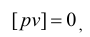 [pv] = 0 ,